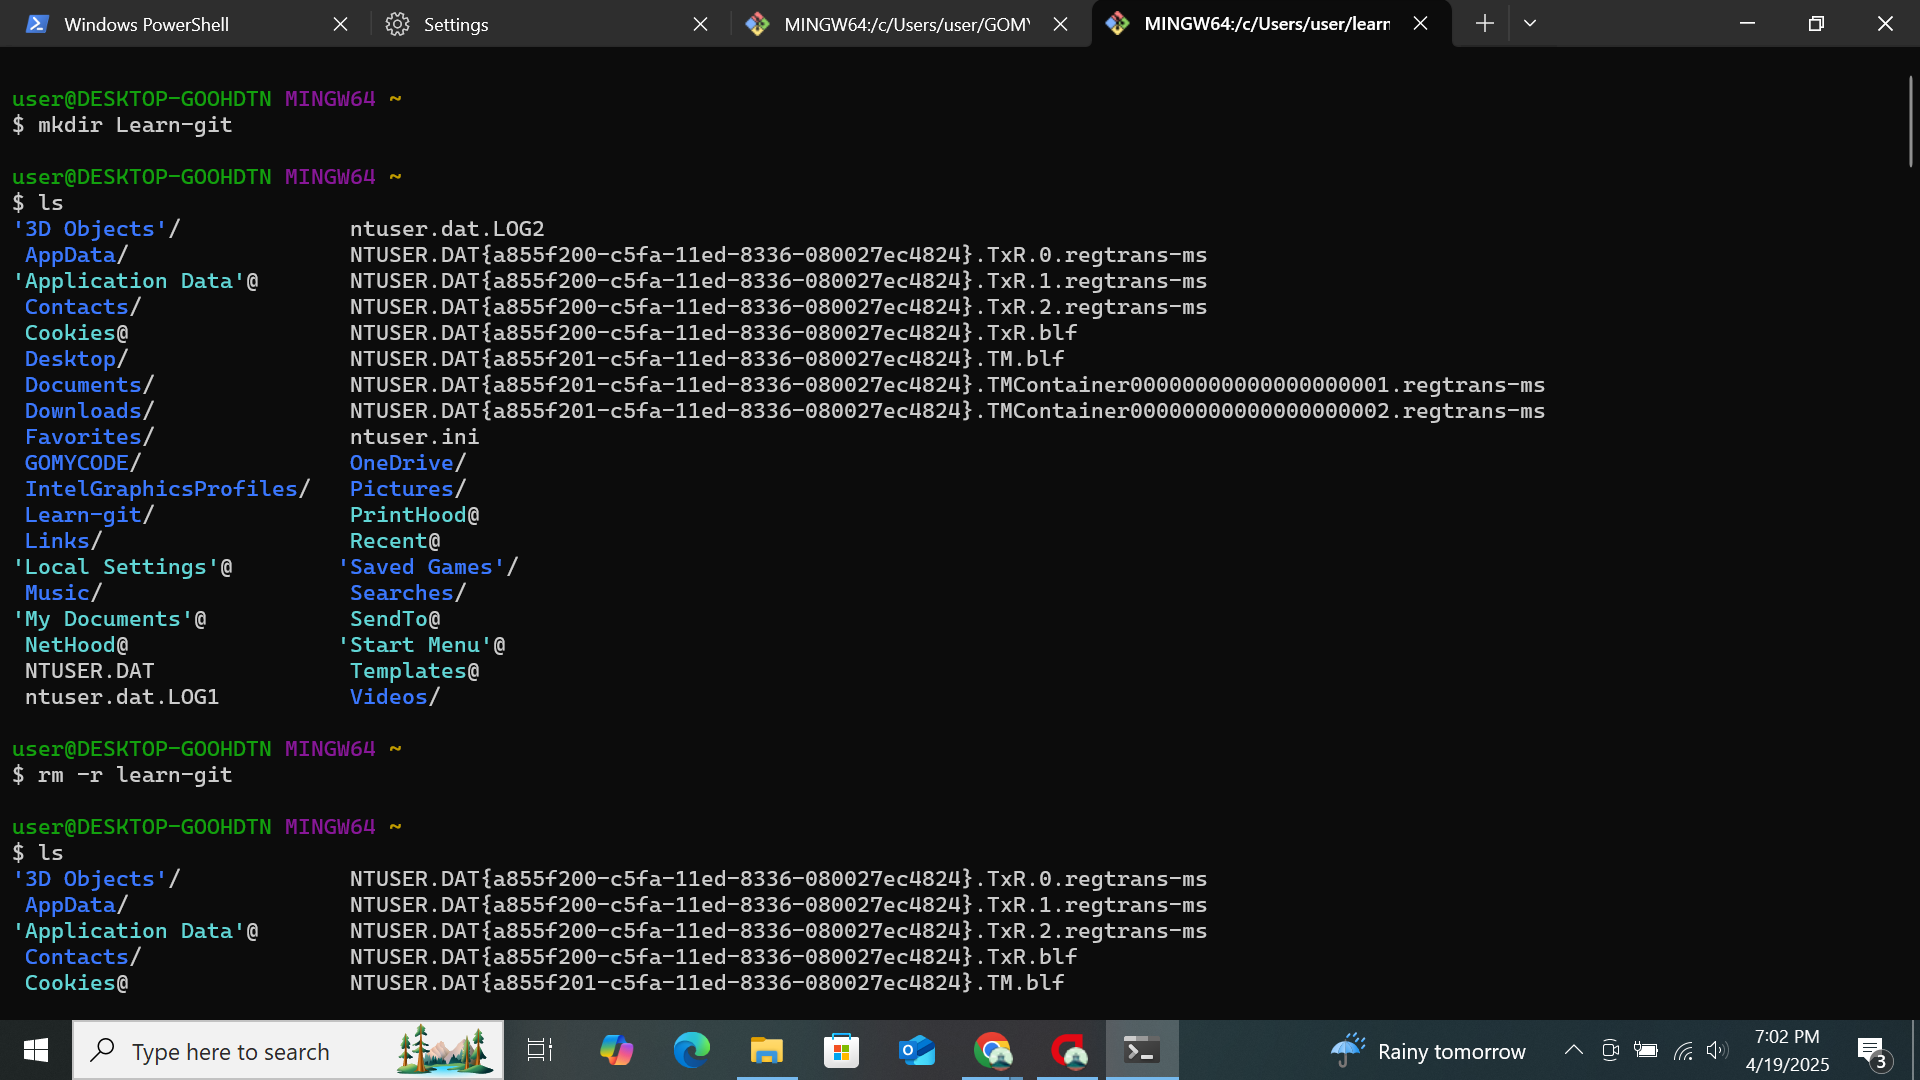 Windows PowerShell Settings MINGW64:/c/Users/user/GOMY MINGW64:/c/Users/user/learn
user@DESKTOP-GOOHDTN MINGW64 ~
$ mkdir Learn-git
user@DESKTOP-GOOHDTN MINGW64 ~
$ ls
'3D Objects'/ ntuser.dat.LOG2
AppData/ NTUSER.DAT{a855f200-c5fa-11ed-8336-080027ec4824}.TxR.0.regtrans-ms
'Application Data'@ NTUSER.DAT{a855f200-c5fa-11ed-8336-080027ec4824}.TxR.1.regtrans-ms
Contacts/ NTUSER.DAT{a855f200-c5fa-11ed-8336-080027ec4824}.TxR.2.regtrans-ms
Cookies@ NTUSER.DAT{a855f200-c5fa-11ed-8336-080027ec4824}.TxR.blf
Desktop/ NTUSER.DAT{a855f201-c5fa-11ed-8336-080027ec4824}.TM.blf
Documents/ NTUSER.DAT{a855f201-c5fa-11ed-8336-080027ec4824}.TMContainer00000000000000000001.regtrans-ms
Downloads/ NTUSER.DAT{a855f201-c5fa-11ed-8336-080027ec4824}.TMContainer00000000000000000002.regtrans-ms
Favorites/ ntuser.ini
GOMYCODE/ OneDrive/
IntelGraphicsProfiles/ Pictures/
Learn-git/ PrintHood@
Links/ Recent@
'Local Settings'@ 'Saved Games'/
Music/ Searches/
'My Documents'@ SendTo@
NetHood@ 'Start Menu'@
NTUSER.DAT Templates@
ntuser.dat.LOG1 Videos/
user@DESKTOP-GOOHDTN MINGW64 ~
$ rm -r learn-git
user@DESKTOP-GOOHDTN MINGW64 ~
$ ls
'3D Objects'/ NTUSER.DAT{a855f200-c5fa-11ed-8336-080027ec4824}.TxR.0.regtrans-ms
AppData/ NTUSER.DAT{a855f200-c5fa-11ed-8336-080027ec4824}.TxR.1.regtrans-ms
'Application Data'@ NTUSER.DAT{a855f200-c5fa-11ed-8336-080027ec4824}.TxR.2.regtrans-ms
Contacts/ NTUSER.DAT{a855f200-c5fa-11ed-8336-080027ec4824}.TxR.blf
Cookies@ NTUSER.DAT{a855f201-c5fa-11ed-8336-080027ec4824}.TM.blf
Type here to search
Rainy tomorrow
7:02 PM
4/19/2025
3